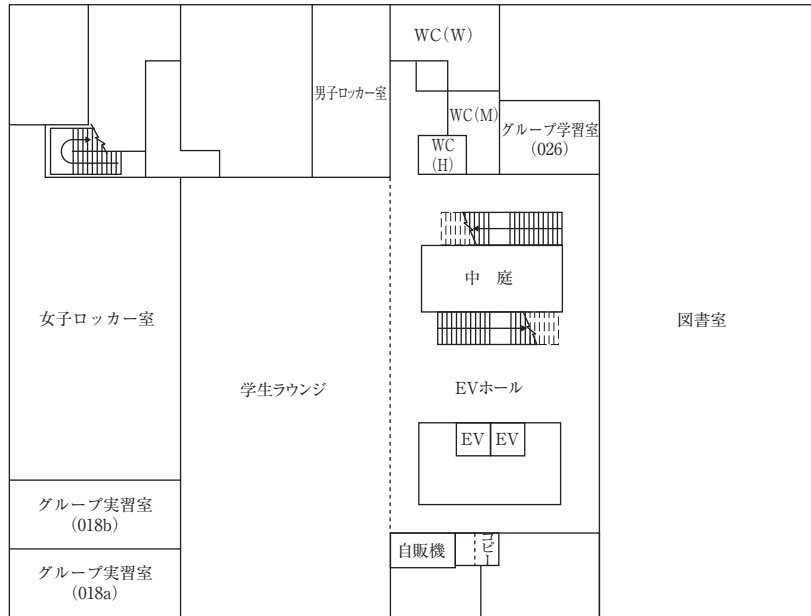 WC(W)
男子ロッカー室
WC(M)
グループ学習室
(026)
WC
(H)
中 庭
女子ロッカー室
図書室
学生ラウンジ
EVホール
EV
EV
グループ実習室
(018b)
自販機
コピー
グループ実習室
(018a)